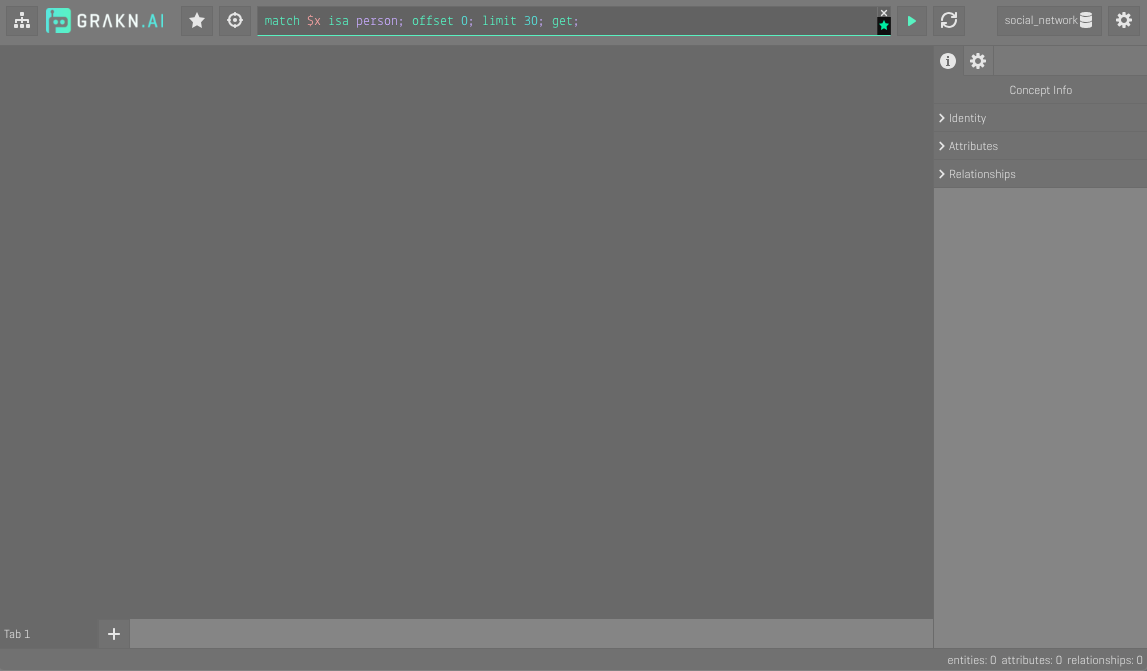 GRAKN.AI
match $x isa person; offset 0; limit 30; get;
social_network
Concept Info
Identity
Attributes
Relationships
Tab 1
entities: 0 attributes: 0 relationships: 0